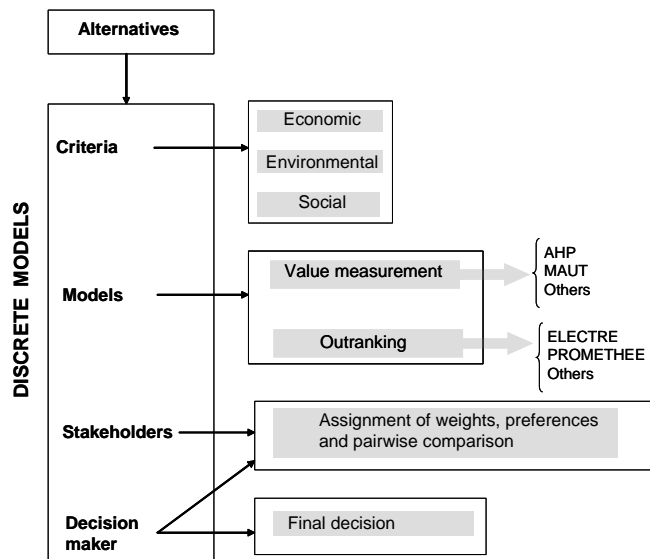 Alternatives
DISCRETE MODELS
Criteria
Economic
Environmental
Social
Models
Value measurement
AHP
MAUT
Others
Outranking
ELECTRE
PROMETHEE
Others
Stakeholders
Assignment of weights, preferences
and pairwise comparison
Decision
maker
Final decision